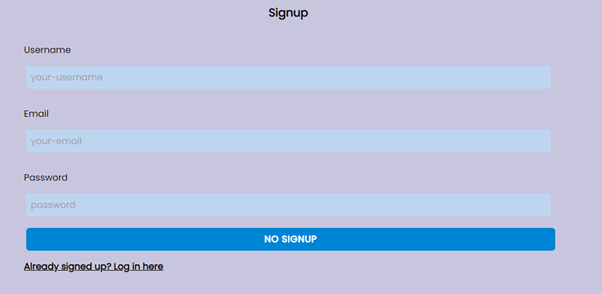 Signup
Username
your-username
Email
your-email
Password
password
NO SIGNUP
Already signed up? Log in here